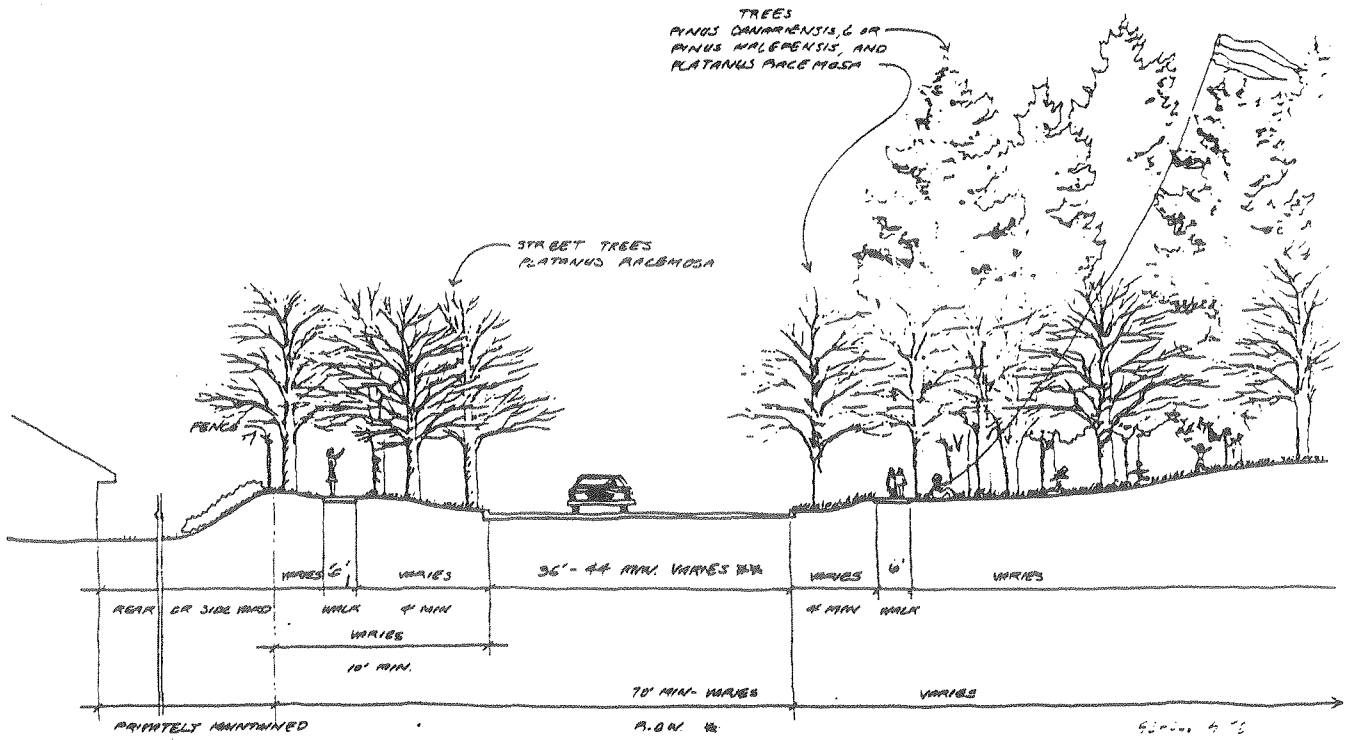 TREES
PINUS CANARIENSIS, & OR
PINUS HALEPENSIS, AND
PLATANUS RACEMOSA
STREET TREES
PLATANUS RACEMOSA
FENCE
VARIES 6' VARIES 36'-44 MIN. VARIES ** VARIES 6' VARIES
REAR OR SIDE YARD WALK 4' MIN 4' MIN WALK
VARIES
10' MIN.
70' MIN-VARIES VARIES
PRIVATELY MAINTAINED R.O.W.